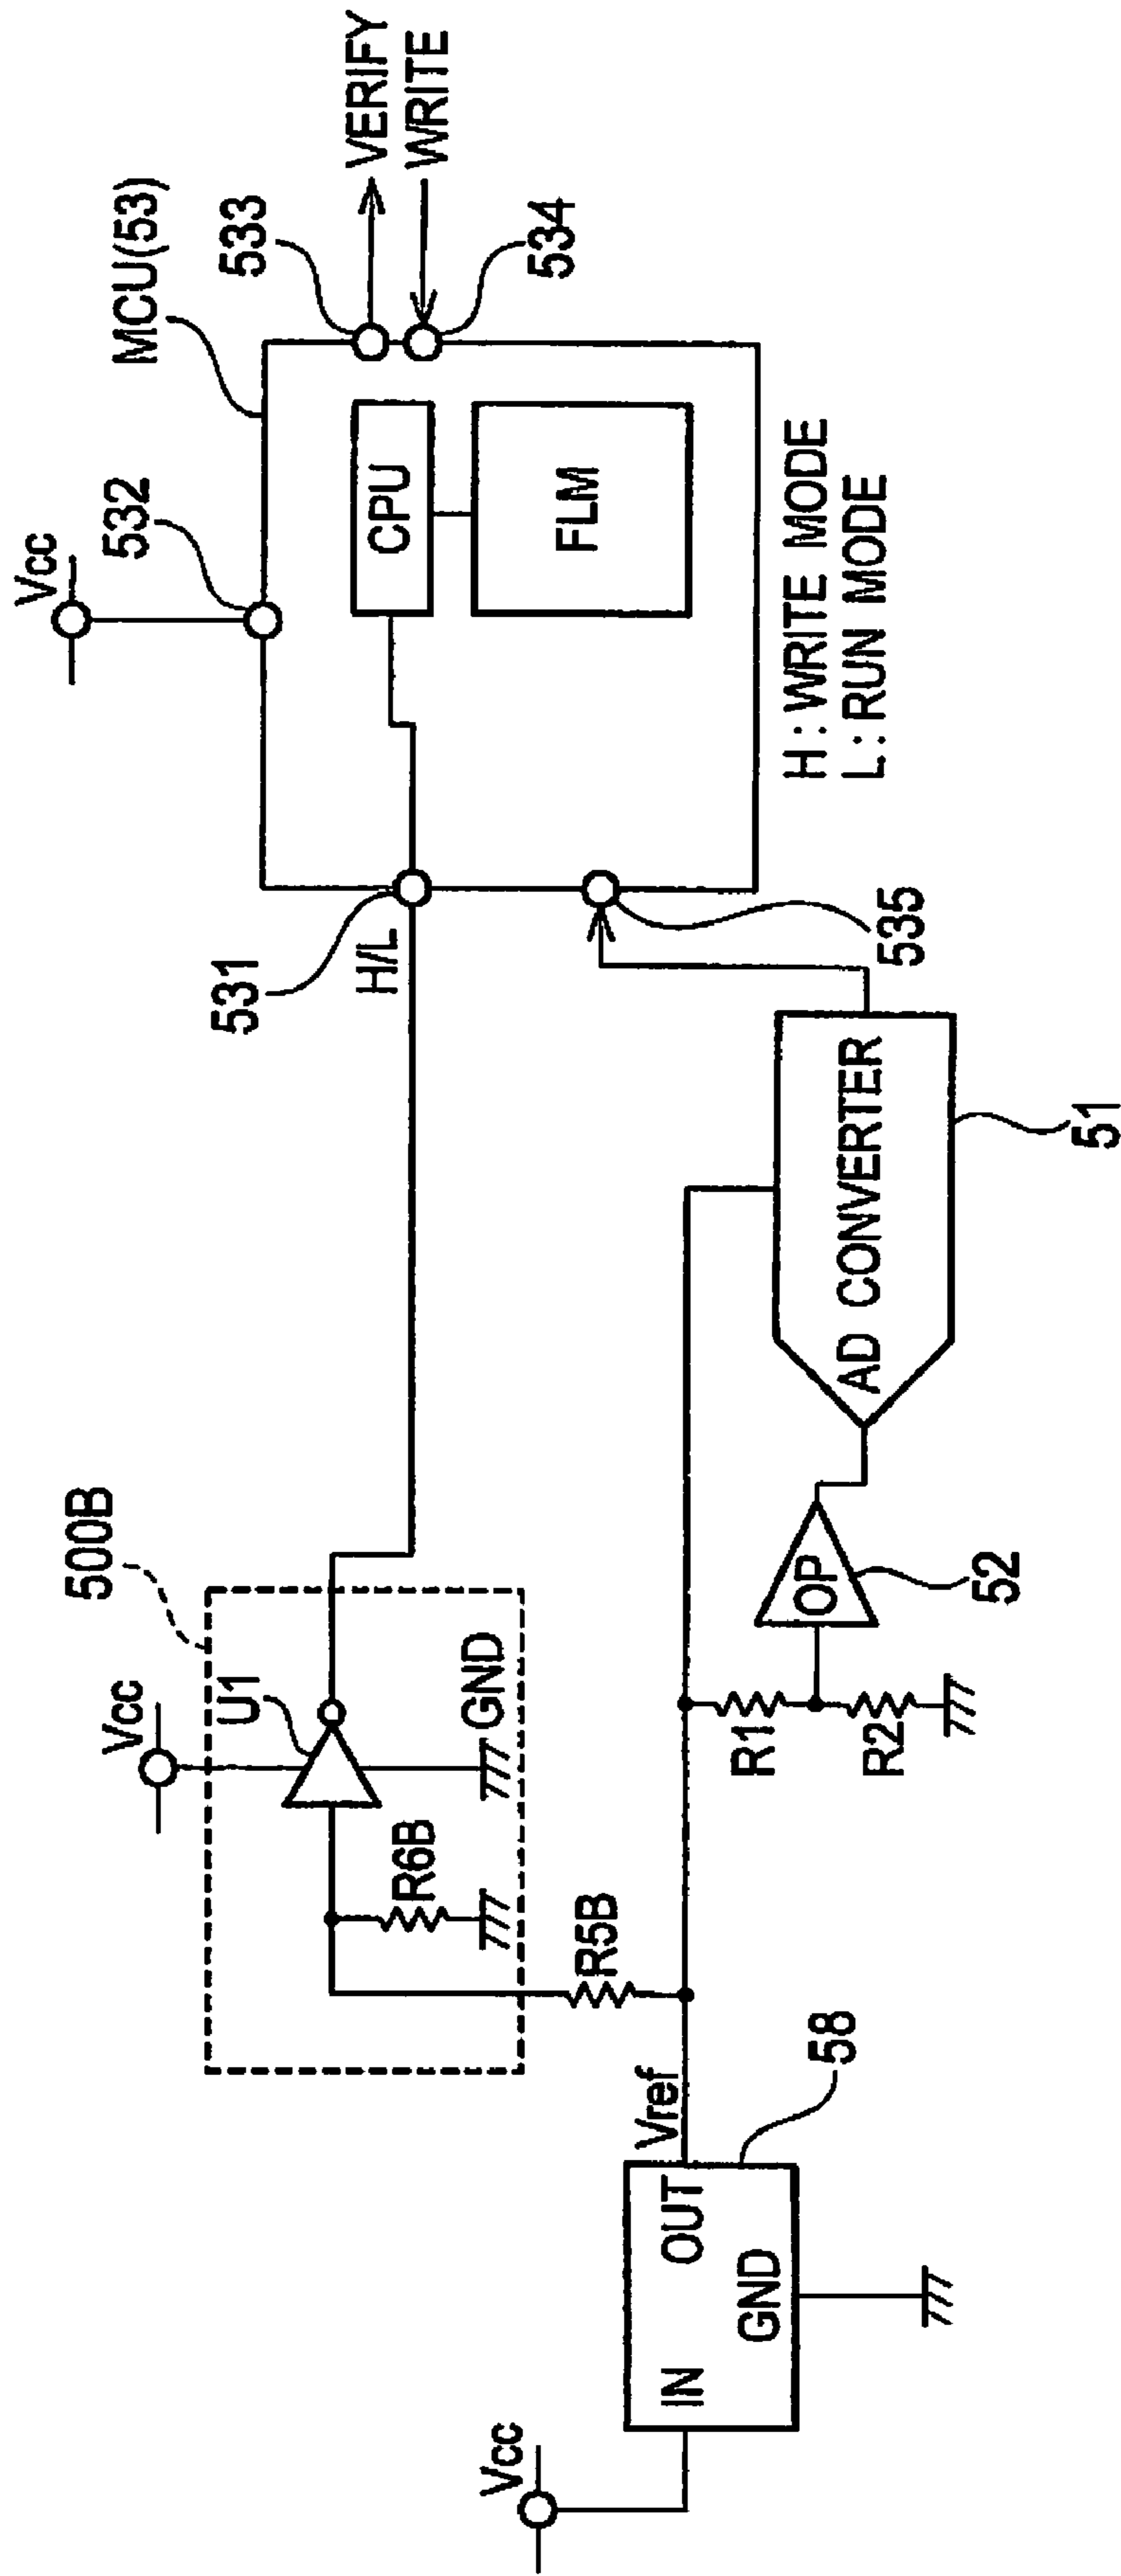 Vcc
532
MCU(53)
533
VERIFY
WRITE
534
CPU
FLM
531
H/L
535
H : WRITE MODE
L : RUN MODE
500B
Vcc
U1
GND
R6B
R5B
Vcc
IN
OUT
GND
Vref
58
R1
R2
OP
52
AD CONVERTER
51